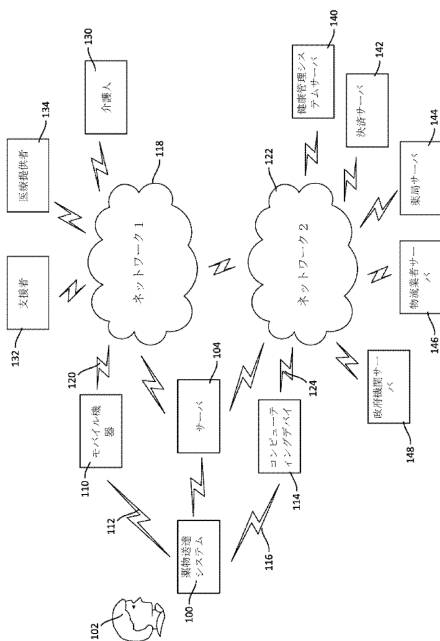 102
100
薬物送達
システム
112
116
110
モバイル機
器
120
104
サーバ
114
コンピューテ
ィングデバイ
124
132
支援者
134
医療提供者
130
介護人
118
ネットワーク1
122
ネットワーク2
140
健康管理シス
テムサーバ
142
決済サーバ
144
薬局サーバ
146
物流業者サーバ
148
政府機関サー
バ